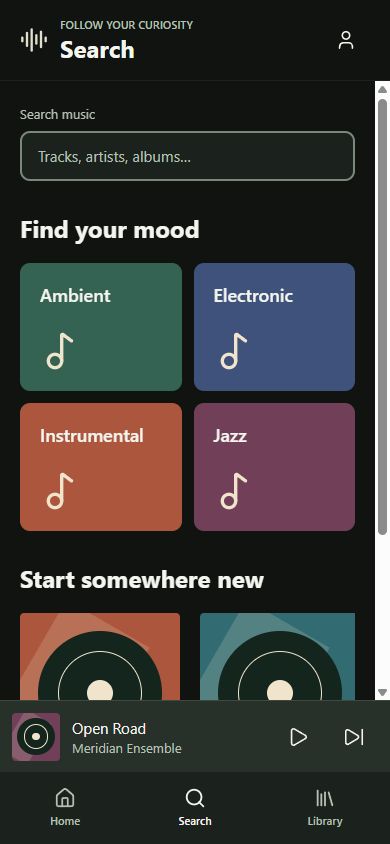 FOLLOW YOUR CURIOSITY
Search
Search music
Tracks, artists, albums...
Find your mood
Ambient
Electronic
Instrumental
Jazz
Start somewhere new
Open Road
Meridian Ensemble
Home
Search
Library